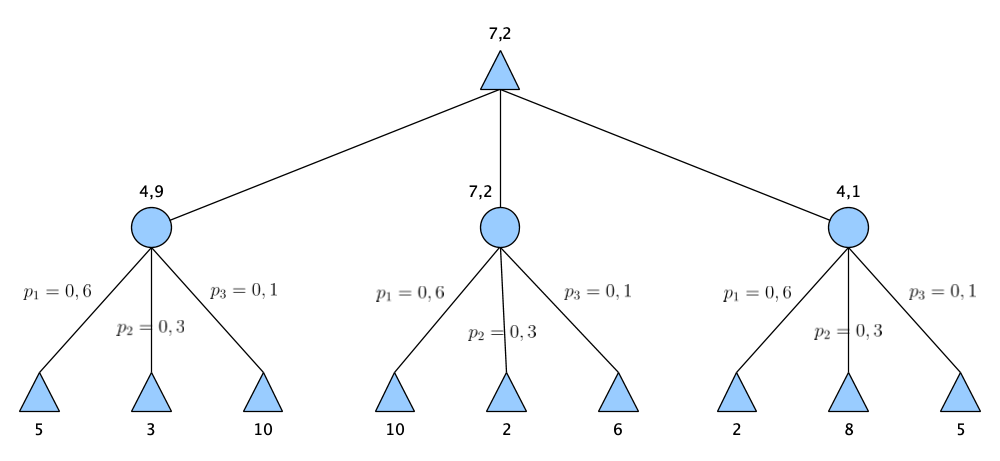 7,2
4,9 7,2 4,1
p₁ = 0,6 p₂ = 0,3 p₃ = 0,1 p₁ = 0,6 p₂ = 0,3 p₃ = 0,1 p₁ = 0,6 p₂ = 0,3 p₃ = 0,1
5 3 10 10 2 6 2 8 5